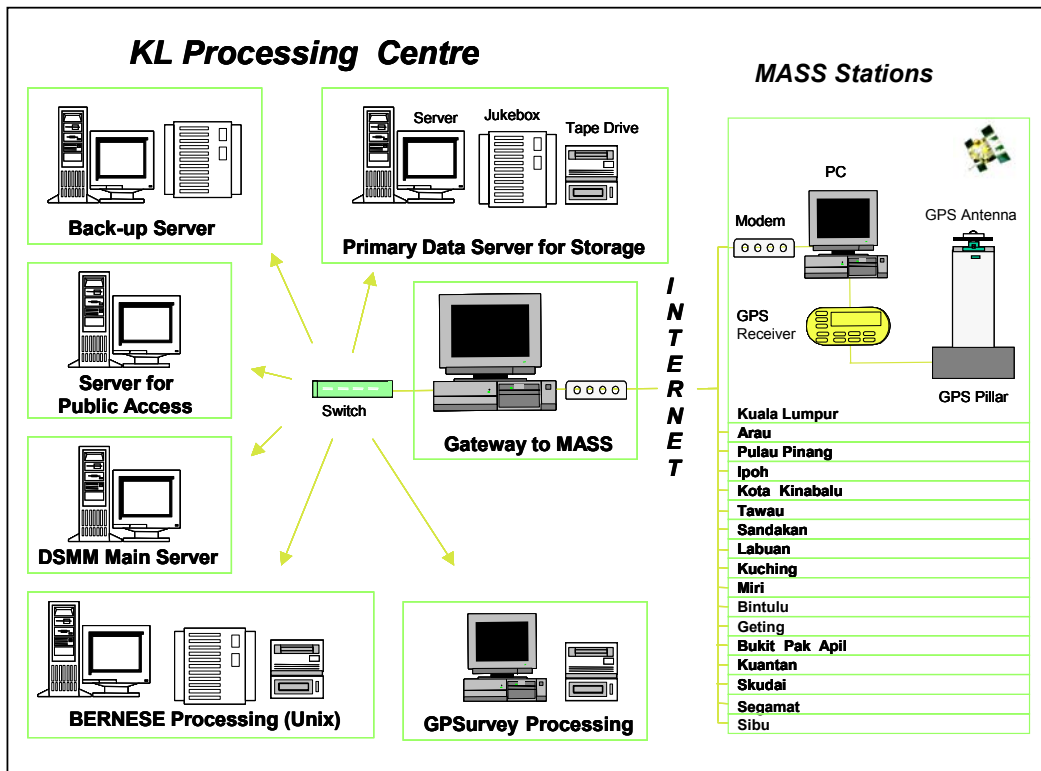 KL Processing Centre
MASS Stations
Server
Jukebox
Tape Drive
Back-up Server
Primary Data Server for Storage
PC
Modem
GPS Antenna
GPS
Receiver
GPS Pillar
Server for
Public Access
Switch
Gateway to MASS
INTERNET
DSMM Main Server
BERNESE Processing (Unix)
GPSurvey Processing
Kuala Lumpur
Arau
Pulau Pinang
Ipoh
Kota Kinabalu
Tawau
Sandakan
Labuan
Kuching
Miri
Bintulu
Geting
Bukit Pak Apil
Kuantan
Skudai
Segamat
Sibu